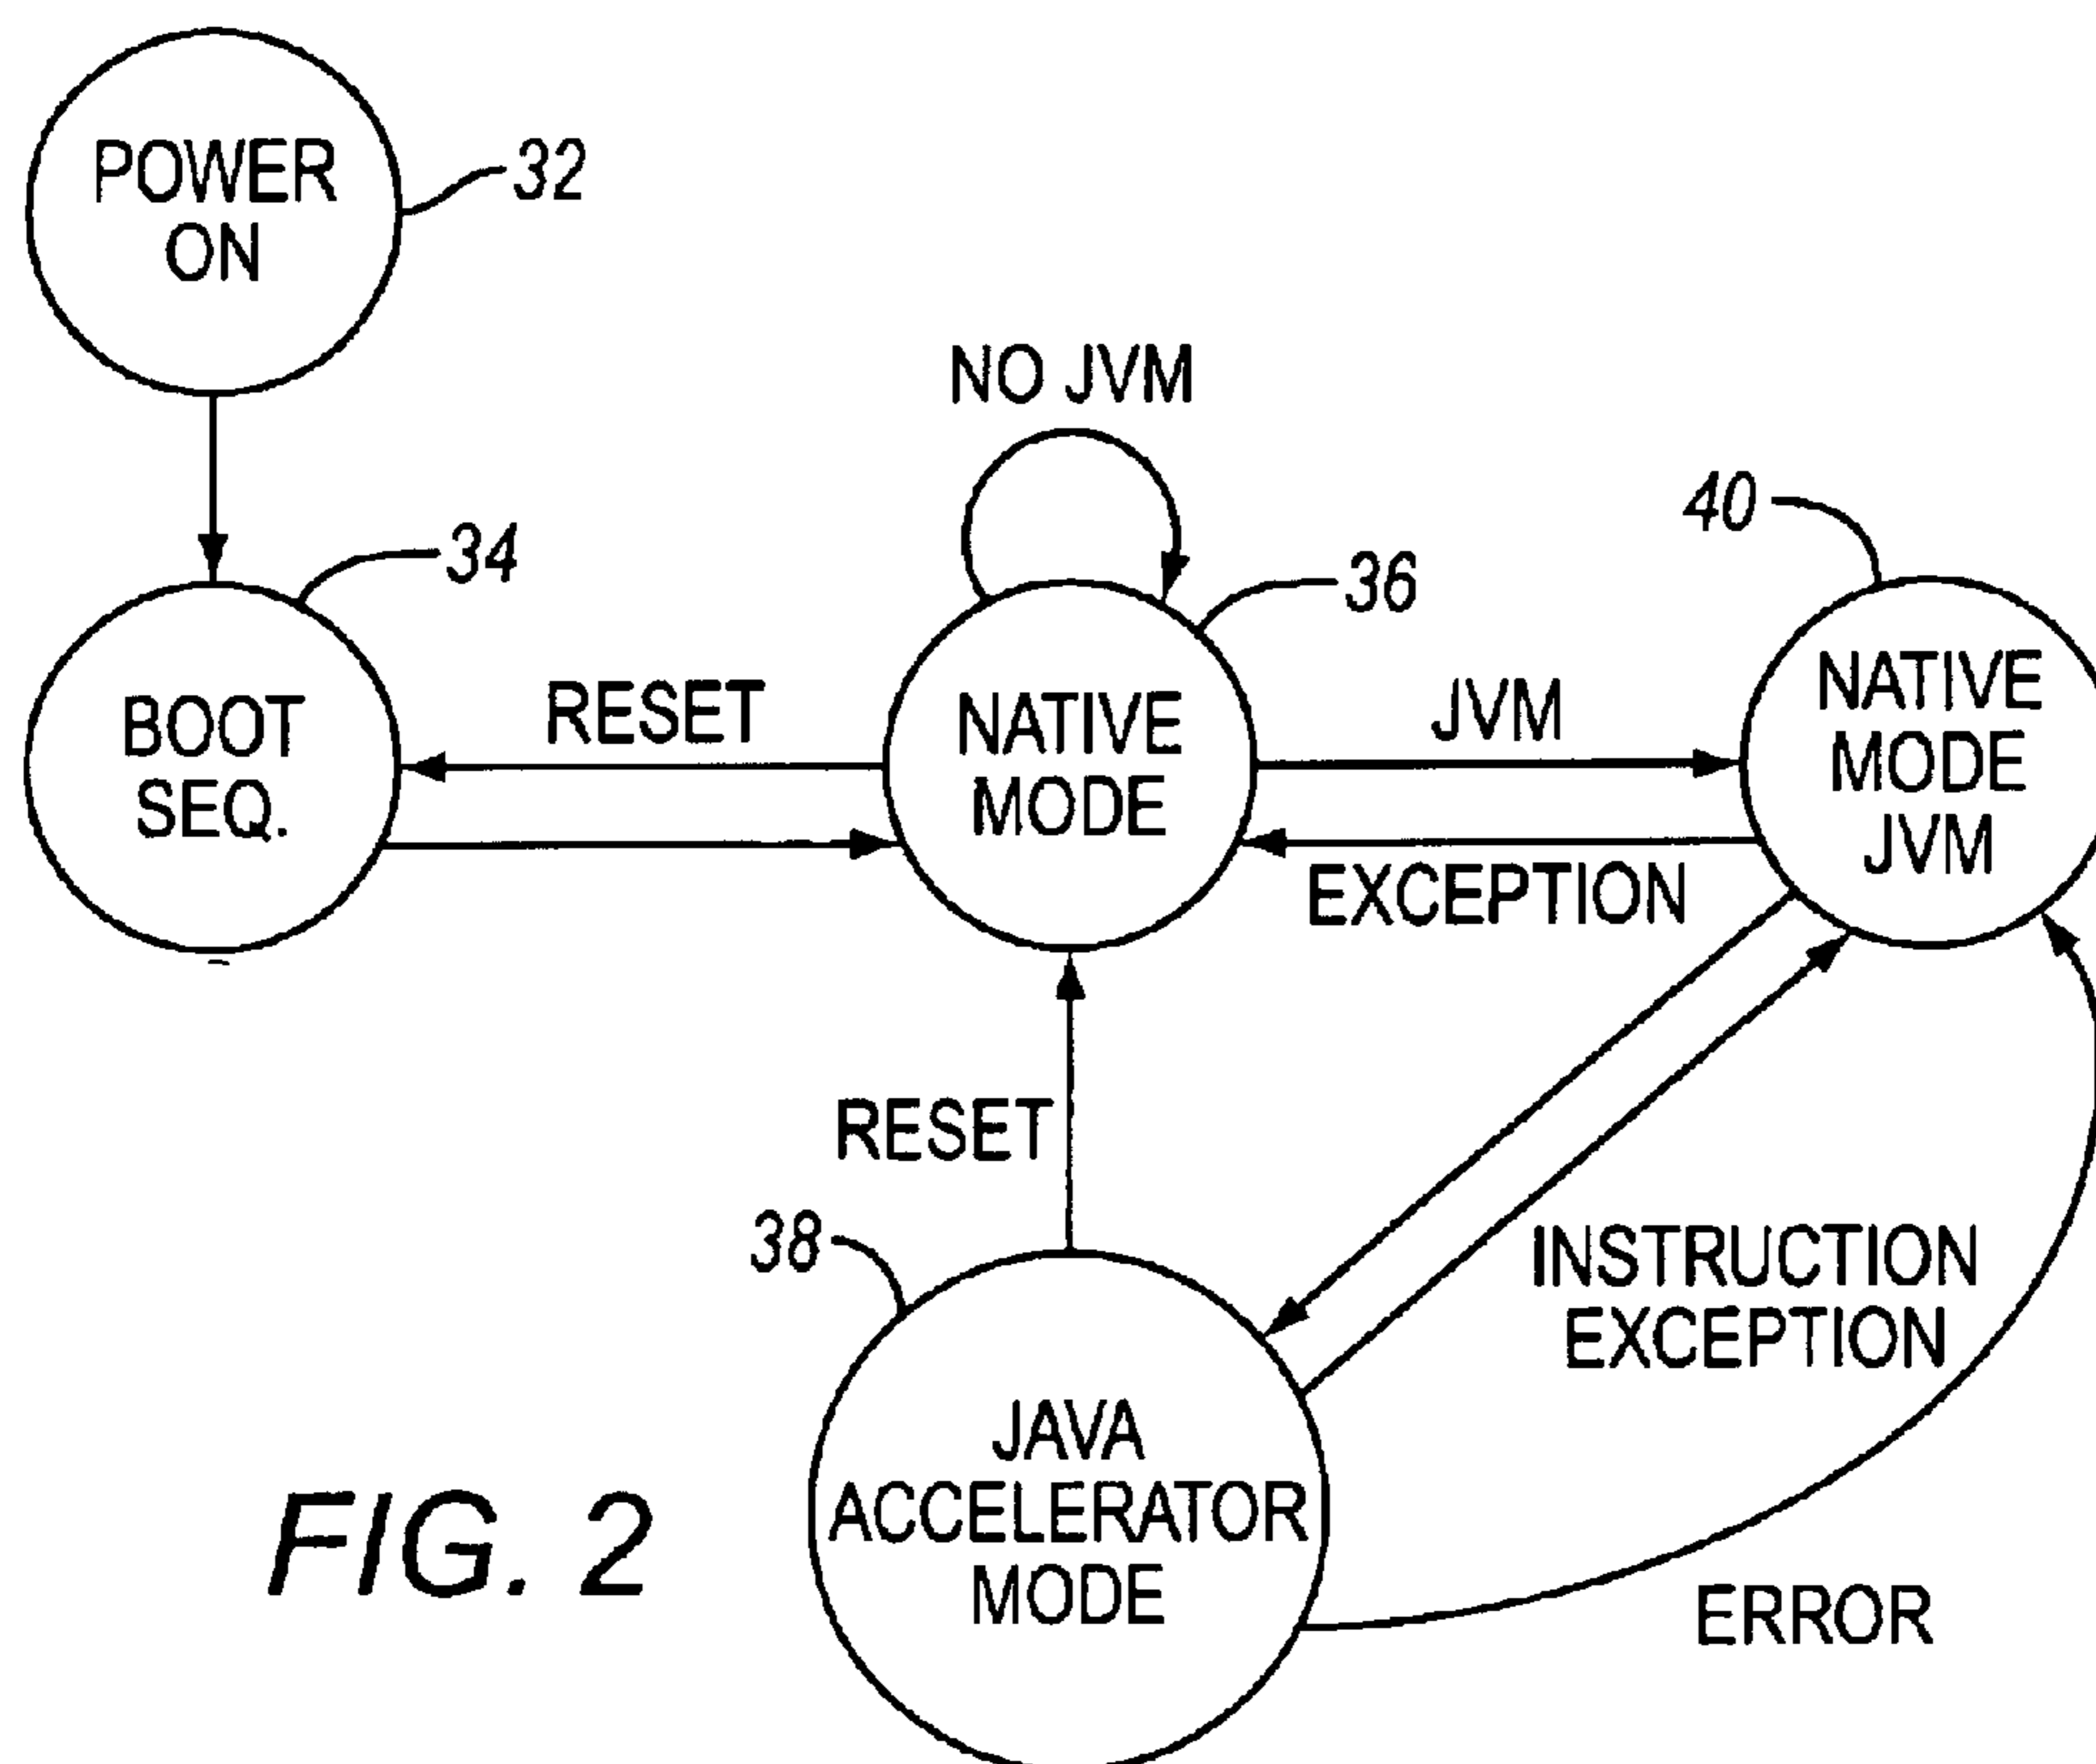 POWER
ON
32
NO JVM
40
34
36
BOOT
SEQ.
RESET
NATIVE
MODE
JVM
NATIVE
MODE
JVM
EXCEPTION
RESET
38
INSTRUCTION
EXCEPTION
JAVA
ACCELERATOR
MODE
ERROR
FIG. 2